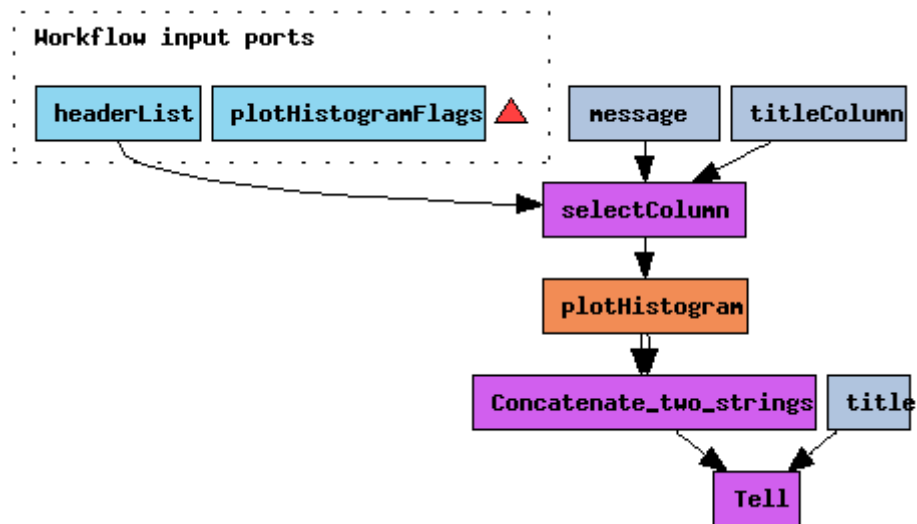 Workflow input ports
headerList
plotHistogramFlags
message
titleColumn
selectColumn
plotHistogram
Concatenate_two_strings
title
Tell